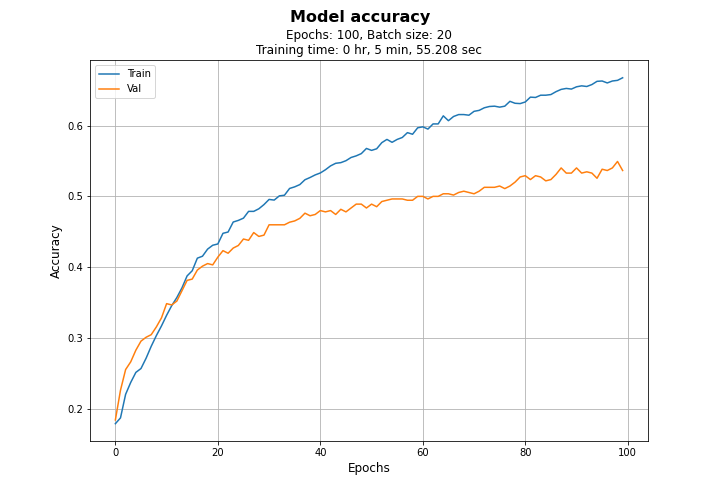 Model accuracy
Epochs: 100, Batch size: 20
Training time: 0 hr, 5 min, 55.208 sec
Train
Val
0.6
0.5
0.4
0.3
0.2
Accuracy
0 20 40 60 80 100
Epochs